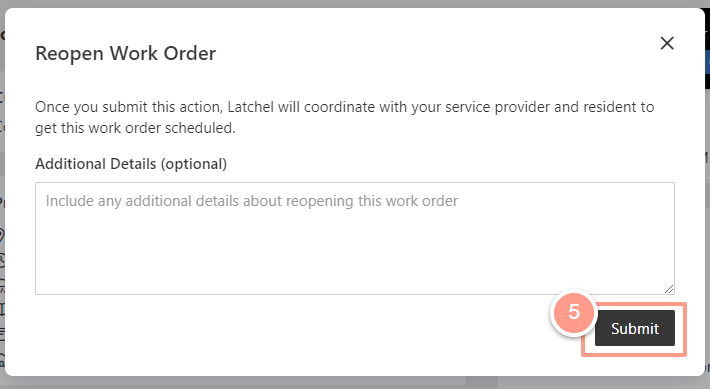 Reopen Work Order
Once you submit this action, Latchel will coordinate with your service provider and resident to
get this work order scheduled.
Additional Details (optional)
Include any additional details about reopening this work order
5
Submit